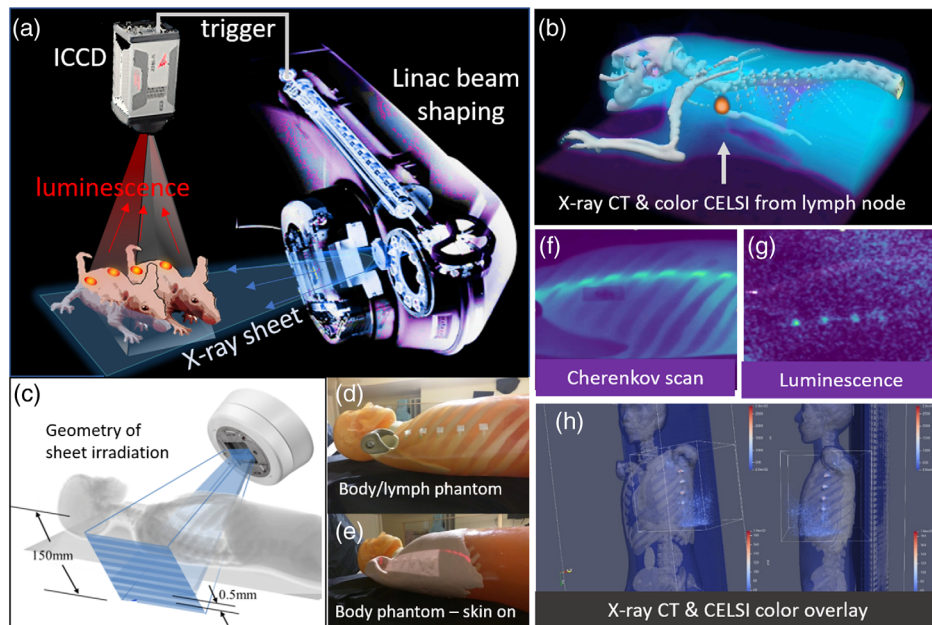 (a)
ICCD
trigger
Linac beam
shaping
luminescence
X-ray sheet
(b)
X-ray CT & color CELSI from lymph node
(f)
Cherenkov scan
(g)
Luminescence
(c)
Geometry of
sheet irradiation
150mm
0.5mm
(d)
Body/lymph phantom
(e)
Body phantom – skin on
(h)
X-ray CT & CELSI color overlay